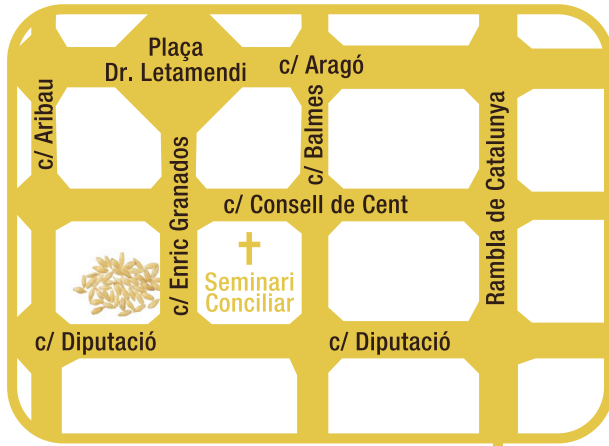 Plaça
Dr. Letamendi
c/ Aragó
c/ Aribau
c/ Balmes
Rambla de Catalunya
c/ Enric Granados
c/ Consell de Cent
Seminari
Conciliar
c/ Diputació
c/ Diputació